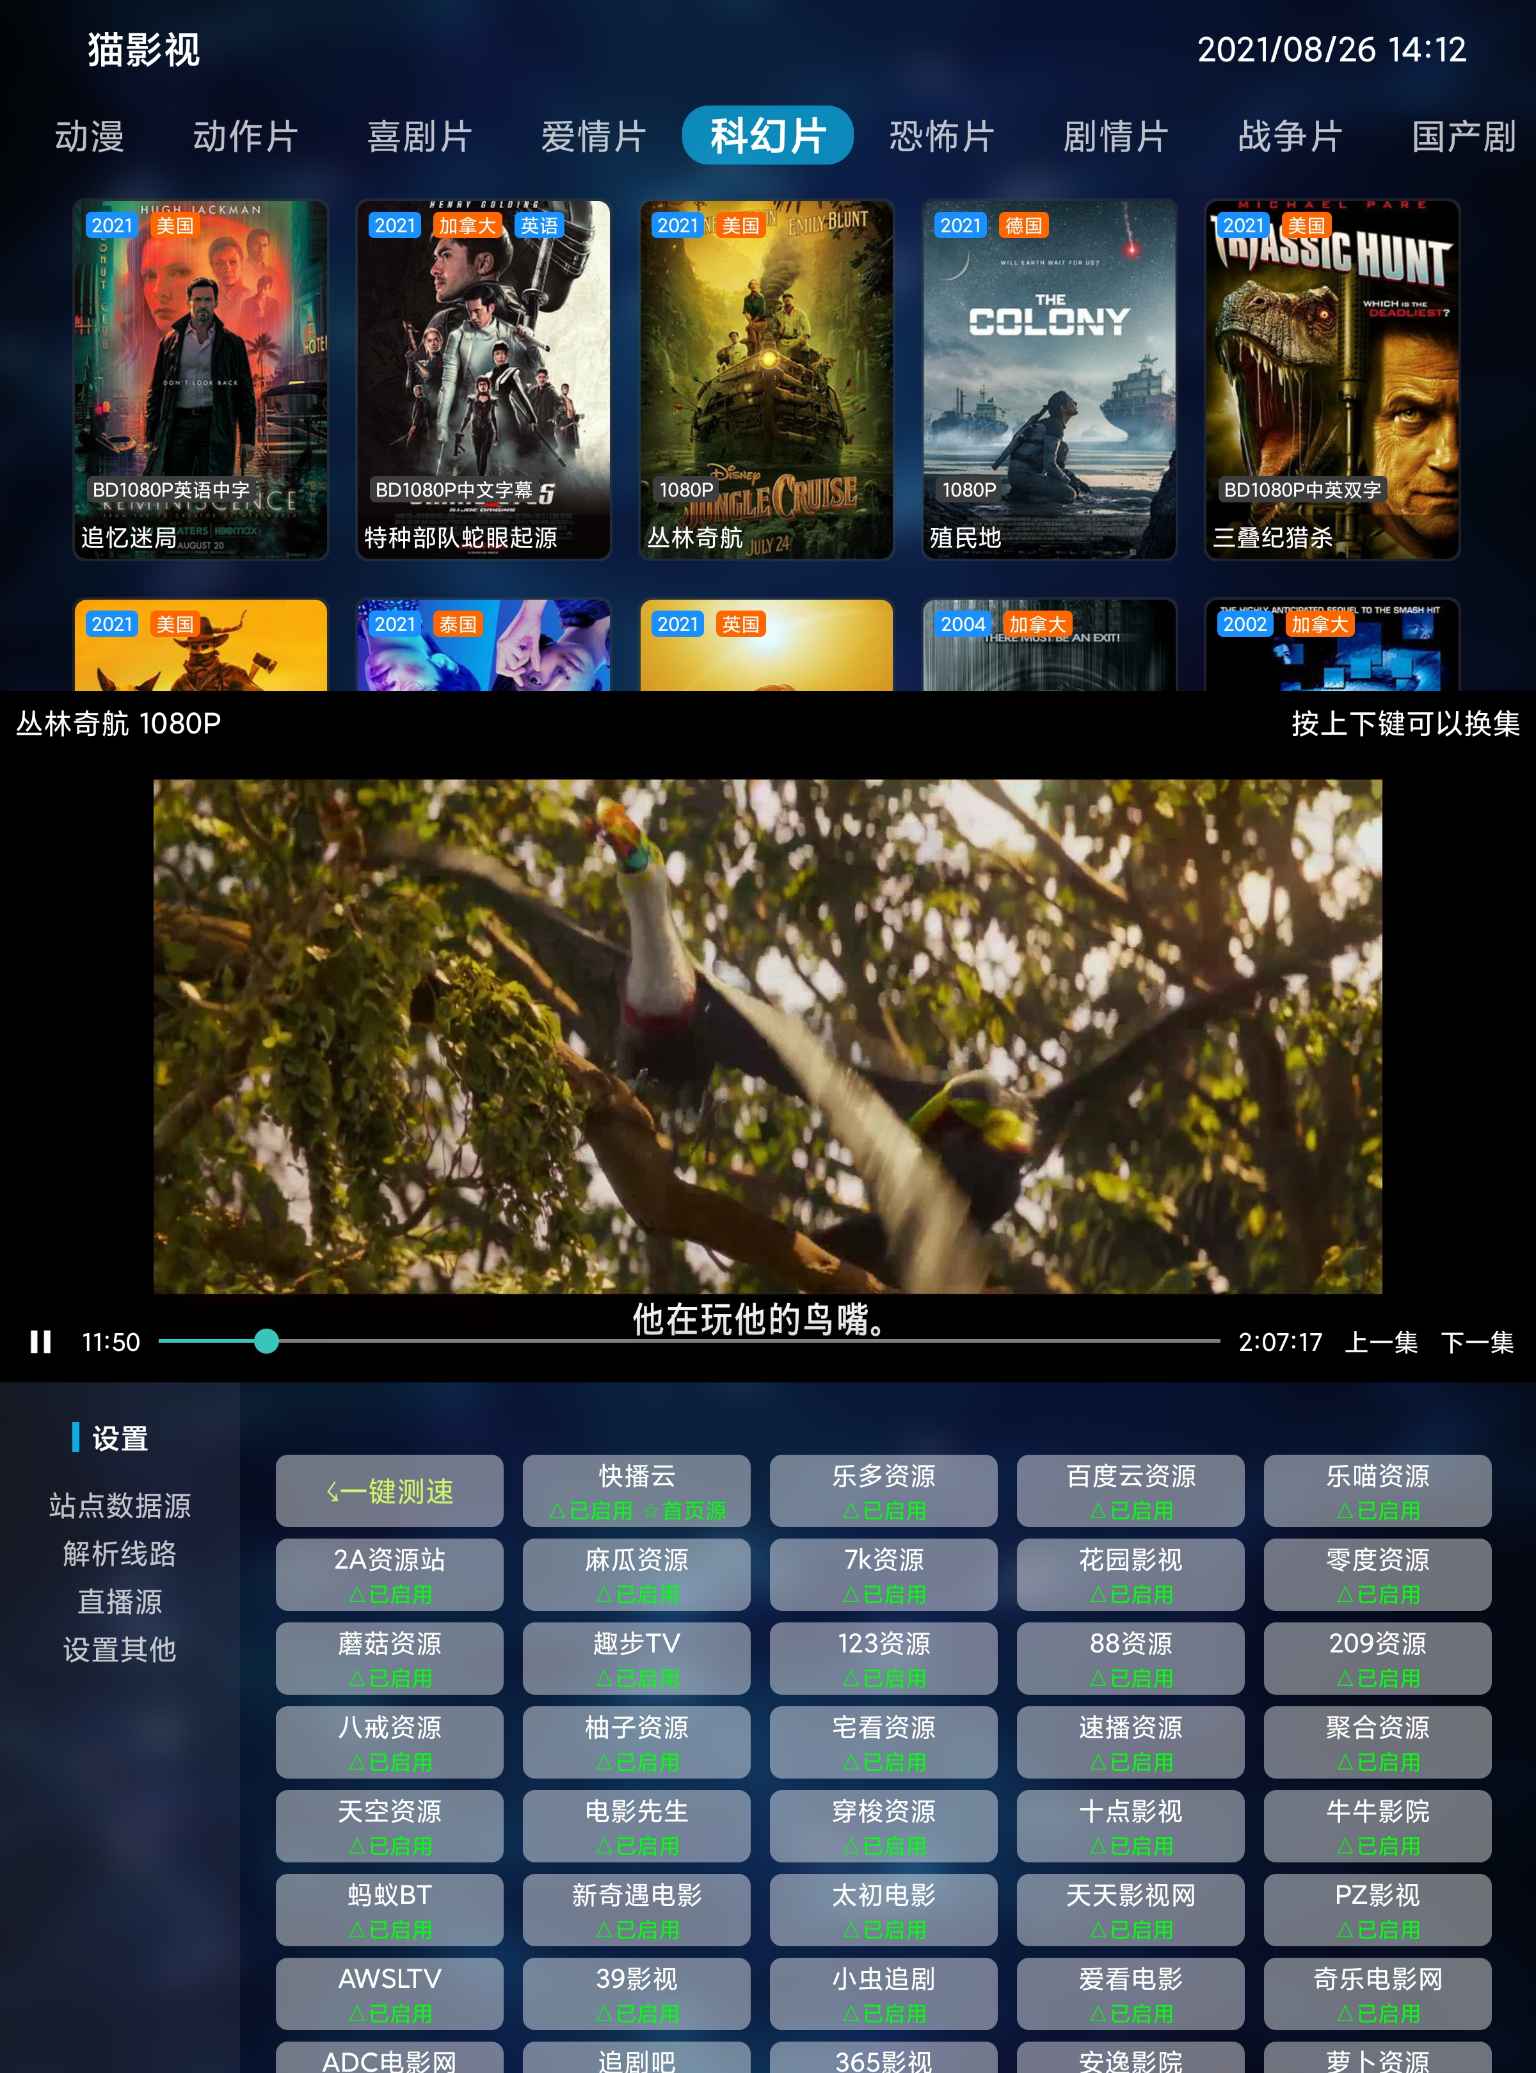 猫影视
2021/08/26 14:12
动漫 动作片 喜剧片 爱情片 科幻片 恐怖片 剧情片 战争片 国产剧
2021 美国
HUGH JACKMAN
DON'T LOOK BACK
BD1080P英语中字
REMINISCENCE
追忆迷局
AUGUST 20
2021 加拿大 英语
HENRY GOLDING
BD1080P中文字幕
特种部队蛇眼起源
2021 美国
EMILY BLUNT
1080P
DISNEY
JUNGLE CRUISE
丛林奇航
JULY 24
2021 德国
WILL EARTH WAIT FOR US?
THE
COLONY
1080P
殖民地
MICHAEL PARE
2021 美国
TRIASSIC HUNT
WHICH IS THE
DEADLIEST?
BD1080P中英双字
三叠纪猎杀
2021 美国
2021 泰国
2021 英国
2004 加拿大
THERE MUST BE AN EXIT!
THE HIGHLY ANTICIPATED SEQUEL TO THE SMASH HIT
2002 加拿大
丛林奇航 1080P
按上下键可以换集
他在玩他的鸟嘴。
11:50
2:07:17 上一集 下一集
设置
站点数据源
解析线路
直播源
设置其他
一键测速
快播云
△已启用 ☆首页源
乐多资源
△已启用
百度云资源
△已启用
乐喵资源
△已启用
2A资源站
△已启用
麻瓜资源
△已启用
7k资源
△已启用
花园影视
△已启用
零度资源
△已启用
蘑菇资源
△已启用
趣步TV
△已启用
123资源
△已启用
88资源
△已启用
209资源
△已启用
八戒资源
△已启用
柚子资源
△已启用
宅看资源
△已启用
速播资源
△已启用
聚合资源
△已启用
天空资源
△已启用
电影先生
△已启用
穿梭资源
△已启用
十点影视
△已启用
牛牛影院
△已启用
蚂蚁BT
△已启用
新奇遇电影
△已启用
太初电影
△已启用
天天影视网
△已启用
PZ影视
△已启用
AWSLTV
△已启用
39影视
△已启用
小虫追剧
△已启用
爱看电影
△已启用
奇乐电影网
△已启用
ADC电影网
追剧吧
365影视
安逸影院
萝卜资源